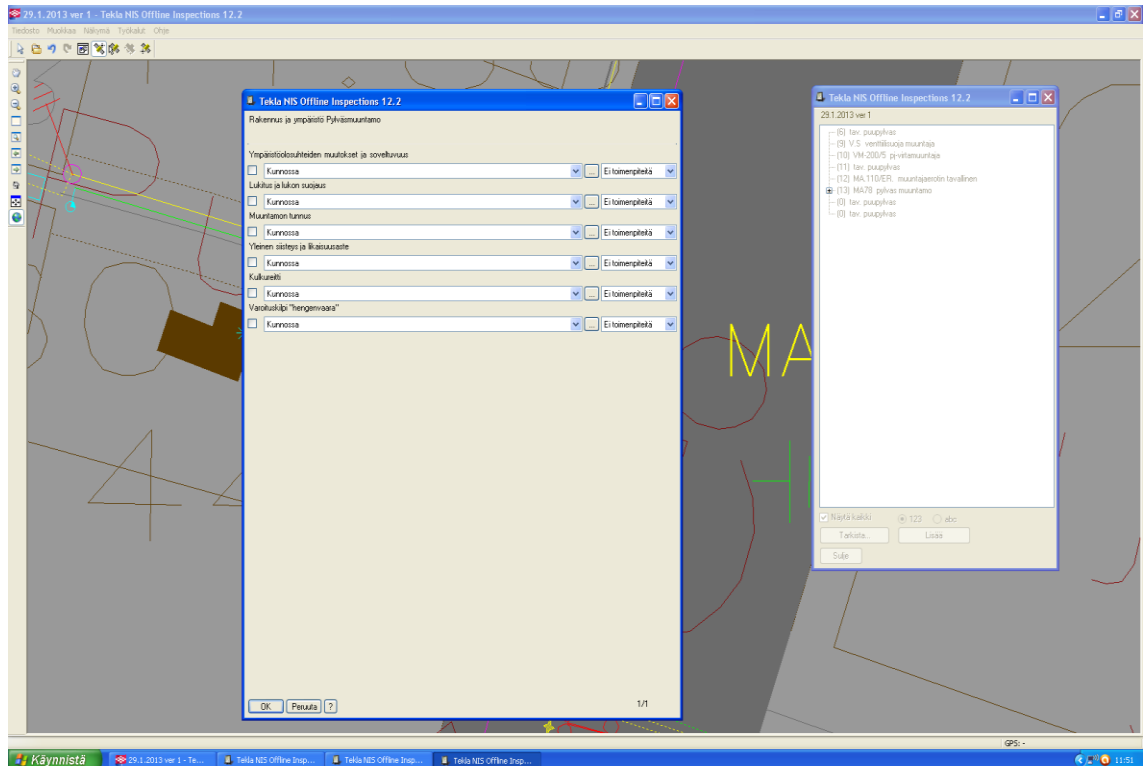 29.1.2013 ver 1 - Tekla NIS Offline Inspections 12.2
Tiedosto Muokkaa Näkymä Työkalut Ohje
Tekla NIS Offline Inspections 12.2
Rakennus ja ympäristö Pylväsmuuntamo
Ympäristöolosuhteiden muutokset ja soveltuvuus
Kunnossa ... Ei toimenpiteitä
Lukitus ja lukon suojaus
Kunnossa ... Ei toimenpiteitä
Muuntamon tunnus
Kunnossa ... Ei toimenpiteitä
Yleinen siisteys ja likaisuusaste
Kunnossa ... Ei toimenpiteitä
Kulkureitti
Kunnossa ... Ei toimenpiteitä
Varoituskilpi "hengenvaara"
Kunnossa ... Ei toimenpiteitä
OK Peruuta ? 1/1
MA
Tekla NIS Offline Inspections 12.2
29.1.2013 ver 1
(6) tav. puupylvas
(9) V.S venttiilisuoja muuntaja
(10) VM-200/5 pj-virtamuuntaja
(11) tav. puupylvas
(12) MA.110/ER. muuntajaerotin tavallinen
(13) MA78 pylvas muuntamo
(0) tav. puupylvas
(0) tav. puupylvas
Näytä kaikki 123 abc
Tarkista... Lisää
Sulje
GPS: -
Käynnistä 29.1.2013 ver 1 - Te... Tekla NIS Offline Insp... Tekla NIS Offline Insp... Tekla NIS Offline Insp... 11:51